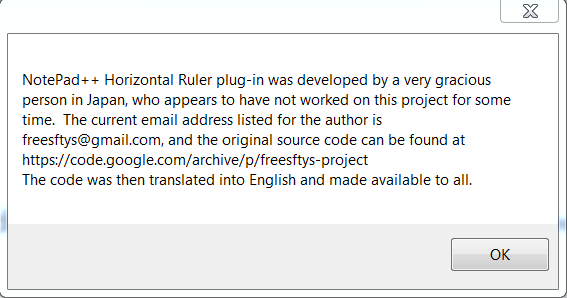 NotePad++ Horizontal Ruler plug-in was developed by a very gracious
person in Japan, who appears to have not worked on this project for some
time.  The current email address listed for the author is
freesftys@gmail.com, and the original source code can be found at
https://code.google.com/archive/p/freesftys-project
The code was then translated into English and made available to all.
OK